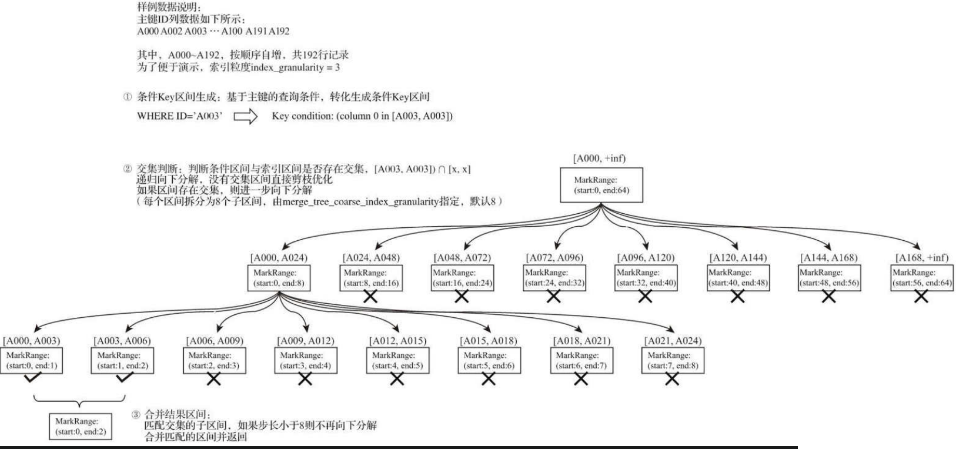 样例数据说明：
主键ID列数据如下所示：
A000 A002 A003 ··· A100 A191 A192
其中，A000~A192，按顺序自增，共192行记录
为了便于演示，索引粒度index_granularity = 3
① 条件Key区间生成：基于主键的查询条件，转化生成条件Key区间
WHERE ID='A003' Key condition: (column 0 in [A003, A003])
② 交集判断：判断条件区间与索引区间是否存在交集，[A003, A003]) ∩ [x, x]
递归向下分解，没有交集区间直接剪枝优化
如果区间存在交集，则进一步向下分解
（每个区间拆分为8个子区间，由merge_tree_coarse_index_granularity指定，默认8）
[A000, +inf)
MarkRange:
(start:0, end:64)
[A000, A024) [A024, A048) [A048, A072) [A072, A096) [A096, A120) [A120, A144) [A144, A168) [A168, +inf)
MarkRange: MarkRange: MarkRange: MarkRange: MarkRange: MarkRange: MarkRange: MarkRange:
(start:0, end:8) (start:8, end:16) (start:16, end:24) (start:24, end:32) (start:32, end:40) (start:40, end:48) (start:48, end:56) (start:56, end:64)
[A000, A003) [A003, A006) [A006, A009) [A009, A012) [A012, A015) [A015, A018) [A018, A021) [A021, A024)
MarkRange: MarkRange: MarkRange: MarkRange: MarkRange: MarkRange: MarkRange: MarkRange:
(start:0, end:1) (start:1, end:2) (start:2, end:3) (start:3, end:4) (start:4, end:5) (start:5, end:6) (start:6, end:7) (start:7, end:8)
MarkRange:
(start:0, end:2)
③ 合并结果区间：
匹配交集的子区间，如果步长小于8则不再向下分解
合并匹配的区间并返回